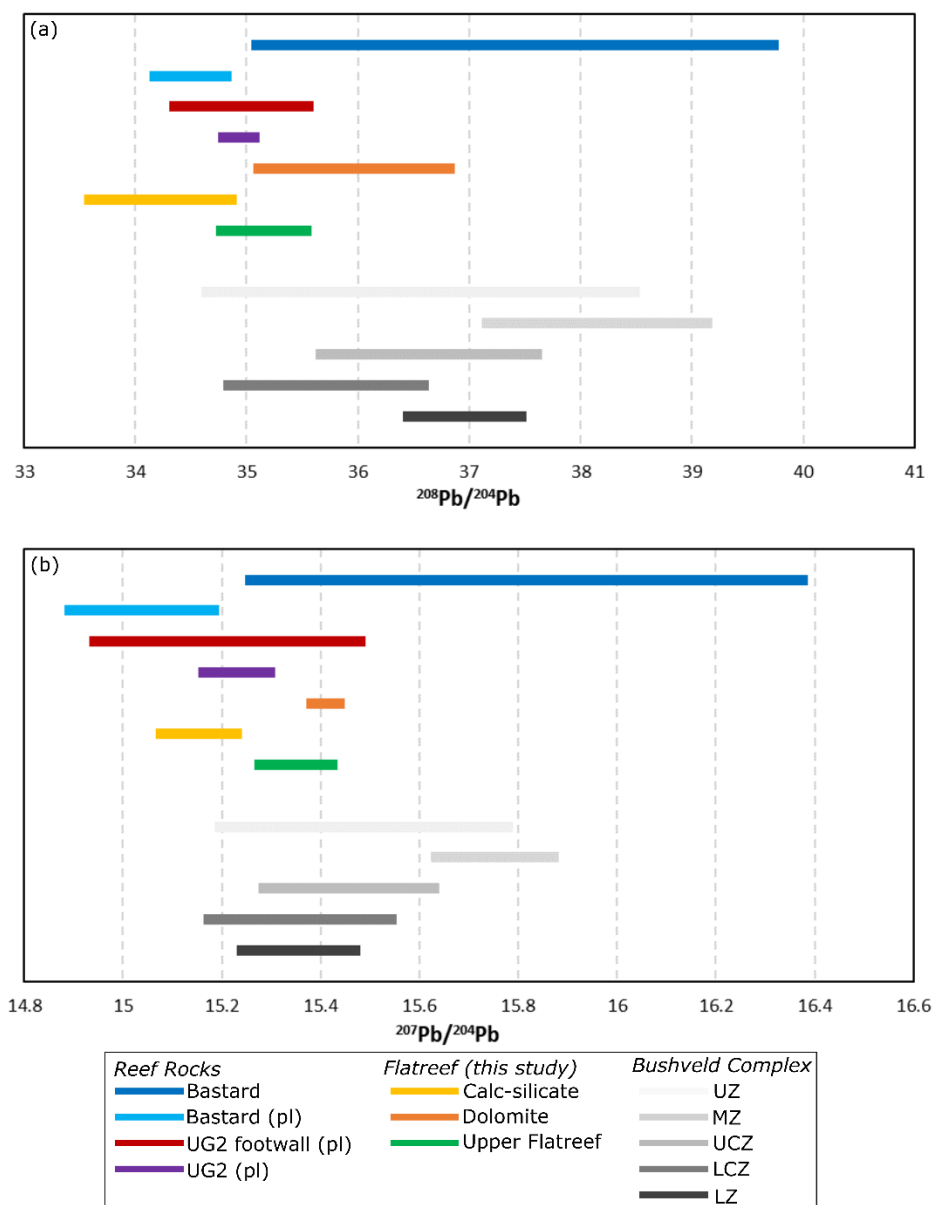 (a)
33 34 35 36 37 38 39 40 41
²⁰⁸Pb/²⁰⁴Pb
(b)
14.8 15 15.2 15.4 15.6 15.8 16 16.2 16.4 16.6
²⁰⁷Pb/²⁰⁴Pb
Reef Rocks
Bastard
Bastard (pl)
UG2 footwall (pl)
UG2 (pl)
Flatreef (this study)
Calc-silicate
Dolomite
Upper Flatreef
Bushveld Complex
UZ
MZ
UCZ
LCZ
LZ